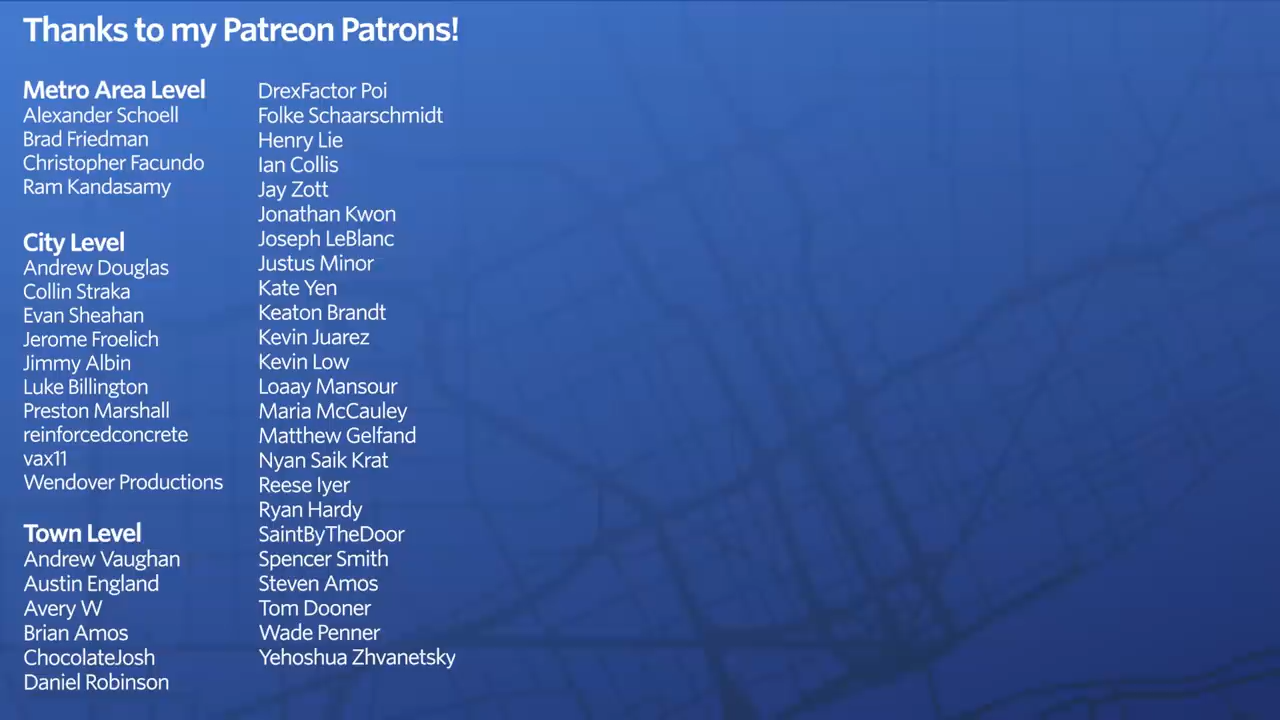 Thanks to my Patreon Patrons!
Metro Area Level
Alexander Schoell
Brad Friedman
Christopher Facundo
Ram Kandasamy
City Level
Andrew Douglas
Collin Straka
Evan Sheahan
Jerome Froelich
Jimmy Albin
Luke Billington
Preston Marshall
reinforcedconcrete
vax11
Wendover Productions
Town Level
Andrew Vaughan
Austin England
Avery W
Brian Amos
ChocolateJosh
Daniel Robinson
DrexFactor Poi
Folke Schaarschmidt
Henry Lie
Ian Collis
Jay Zott
Jonathan Kwon
Joseph LeBlanc
Justus Minor
Kate Yen
Keaton Brandt
Kevin Juarez
Kevin Low
Loaay Mansour
Maria McCauley
Matthew Gelfand
Nyan Saik Krat
Reese Iyer
Ryan Hardy
SaintByTheDoor
Spencer Smith
Steven Amos
Tom Dooner
Wade Penner
Yehoshua Zhvanetsky